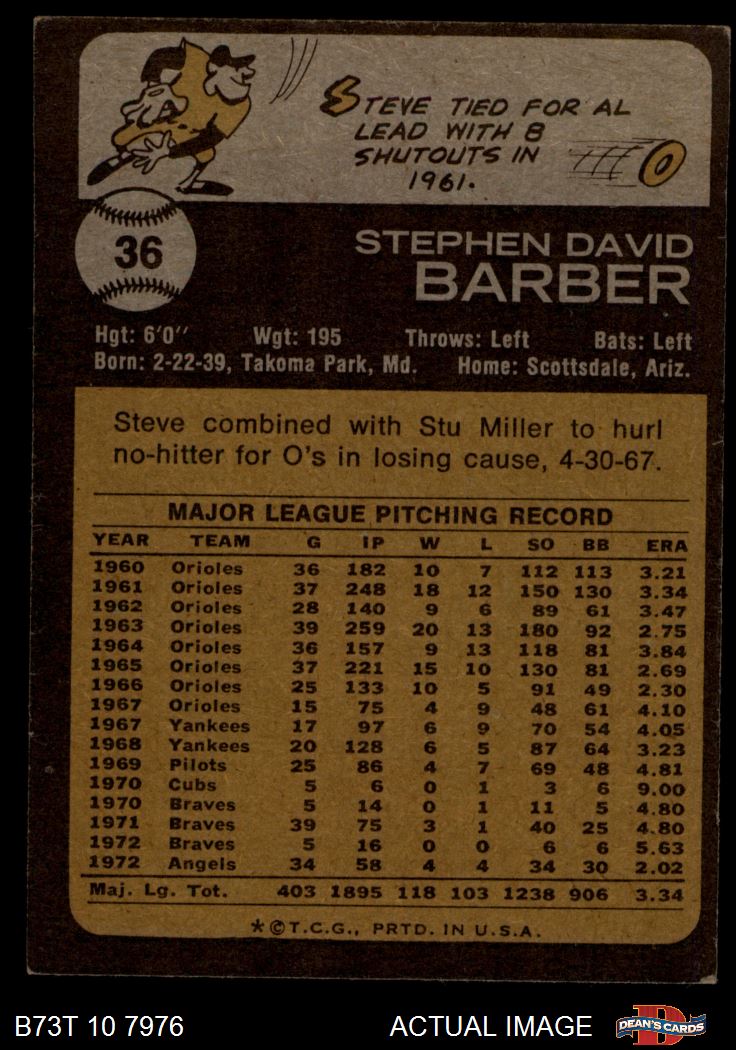 STEVE TIED FOR AL
LEAD WITH 8
SHUTOUTS IN
1961.
36
STEPHEN DAVID
BARBER
Hgt: 6'0" Wgt: 195 Throws: Left Bats: Left
Born: 2-22-39, Takoma Park, Md. Home: Scottsdale, Ariz.
Steve combined with Stu Miller to hurl
no-hitter for O's in losing cause, 4-30-67.
MAJOR LEAGUE PITCHING RECORD
YEAR TEAM G IP W L SO BB ERA
1960 Orioles 36 182 10 7 112 113 3.21
1961 Orioles 37 248 18 12 150 130 3.34
1962 Orioles 28 140 9 6 89 61 3.47
1963 Orioles 39 259 20 13 180 92 2.75
1964 Orioles 36 157 9 13 118 81 3.84
1965 Orioles 37 221 15 10 130 81 2.69
1966 Orioles 25 133 10 5 91 49 2.30
1967 Orioles 15 75 4 9 48 61 4.10
1967 Yankees 17 97 6 9 70 54 4.05
1968 Yankees 20 128 6 5 87 64 3.23
1969 Pilots 25 86 4 7 69 48 4.81
1970 Cubs 5 6 0 1 3 6 9.00
1970 Braves 5 14 0 1 11 5 4.80
1971 Braves 39 75 3 1 40 25 4.80
1972 Braves 5 16 0 0 6 6 5.63
1972 Angels 34 58 4 4 34 30 2.02
Maj. Lg. Tot. 403 1895 118 103 1238 906 3.34
*©T.C.G., PRTD. IN U.S.A.
B73T 10 7976 ACTUAL IMAGE D DEAN'S CARDS